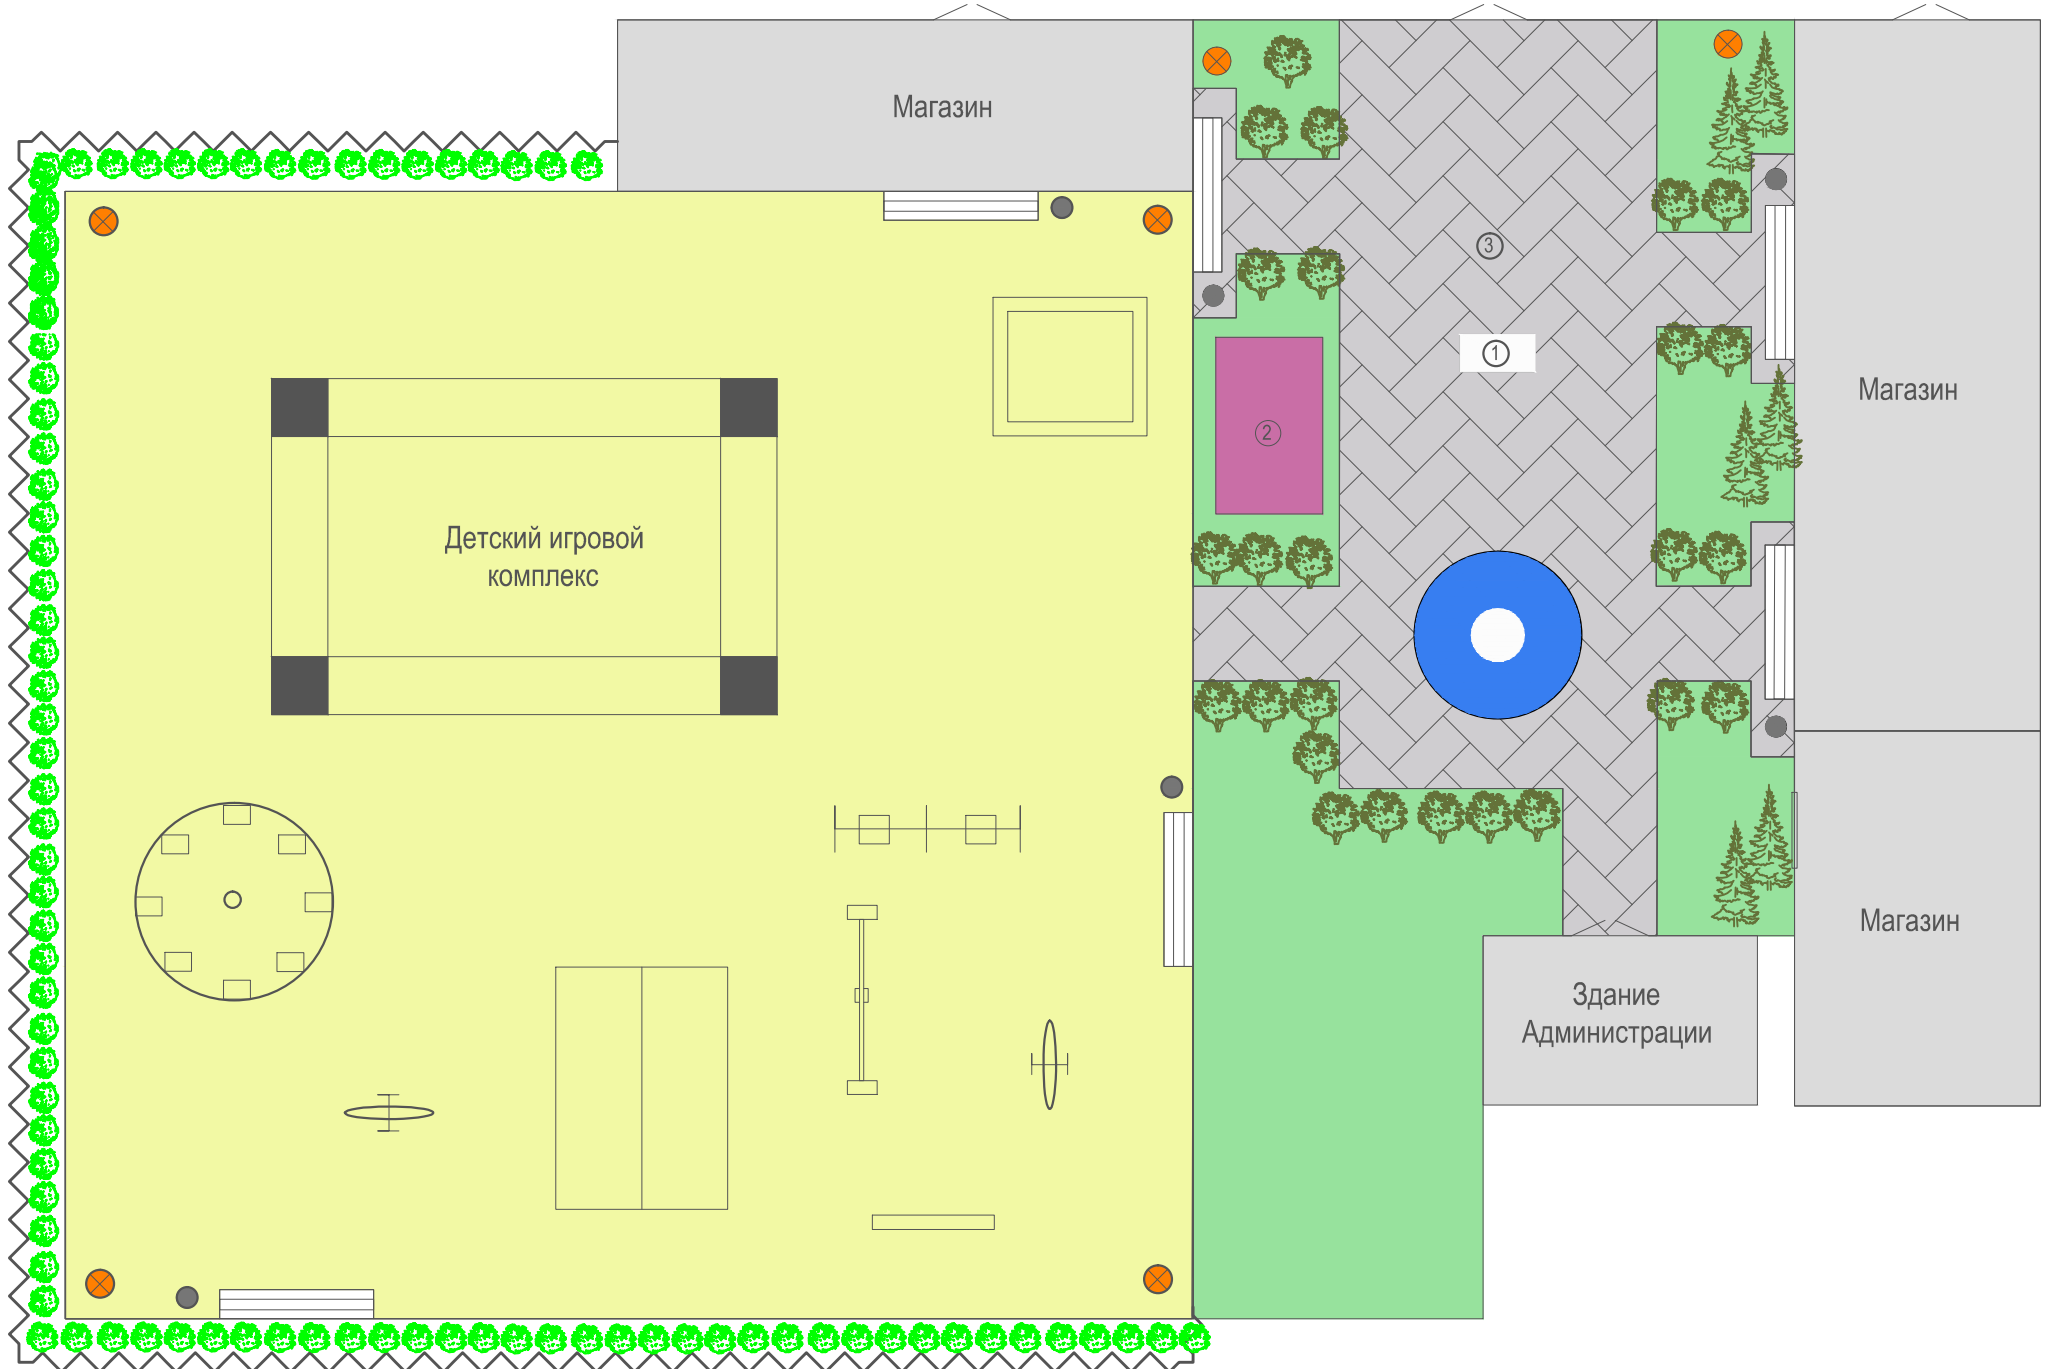 Магазин
③
①
Магазин
②
Детский игровой
комплекс
Магазин
Здание
Администрации